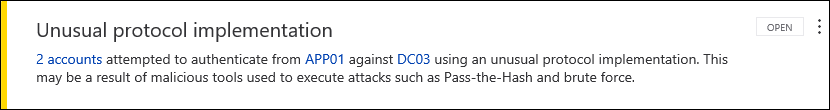 Unusual protocol implementation
OPEN
2 accounts attempted to authenticate from APP01 against DC03 using an unusual protocol implementation. This
may be a result of malicious tools used to execute attacks such as Pass-the-Hash and brute force.